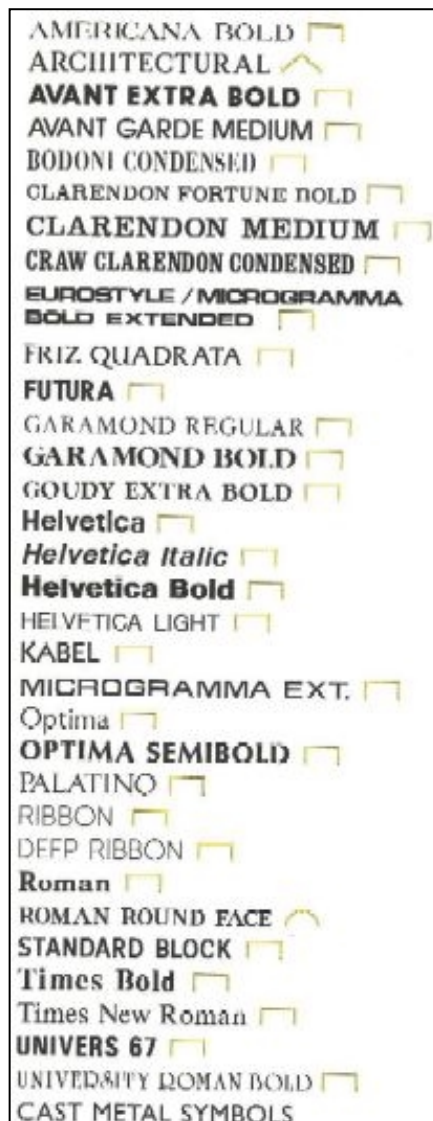 AMERICANA BOLD
ARCHITECTURAL
AVANT EXTRA BOLD
AVANT GARDE MEDIUM
BODONI CONDENSED
CLARENDON FORTUNE BOLD
CLARENDON MEDIUM
CRAW CLARENDON CONDENSED
EUROSTYLE / MICROGRAMMA
BOLD EXTENDED
FRIZ QUADRATA
FUTURA
GARAMOND REGULAR
GARAMOND BOLD
GOUDY EXTRA BOLD
Helvetica
Helvetica Italic
Helvetica Bold
HELVETICA LIGHT
KABEL
MICROGRAMMA EXT.
Optima
OPTIMA SEMIBOLD
PALATINO
RIBBON
DEEP RIBBON
Roman
ROMAN ROUND FACE
STANDARD BLOCK
Times Bold
Times New Roman
UNIVERS 67
UNIVERSITY ROMAN BOLD
CAST METAL SYMBOLS